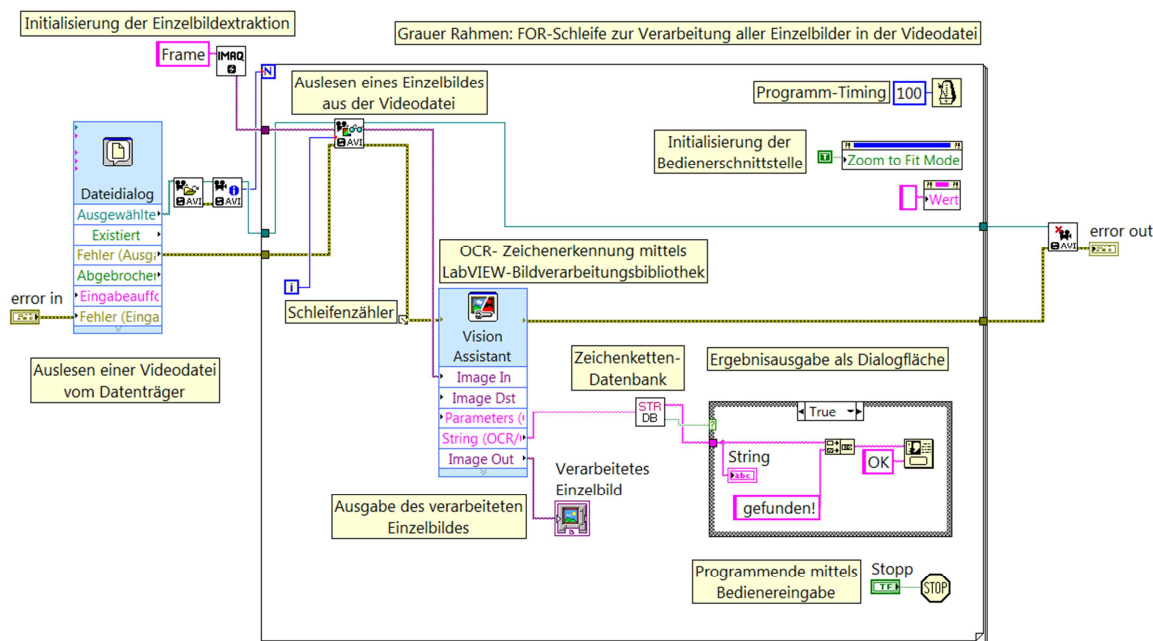 Initialisierung der Einzelbildextraktion
Grauer Rahmen: FOR-Schleife zur Verarbeitung aller Einzelbilder in der Videodatei
Frame
IMAQ
N
Auslesen eines Einzelbildes
aus der Videodatei
Programm-Timing
100
AVI
Initialisierung der
Bedienerschnittstelle
T
Zoom to Fit Mode
Wert
Dateidialog
AVI
AVI
Ausgewählte
Existiert
Fehler (Ausga
Abgebrochen
Eingabeauffo
Fehler (Einga
error in
Auslesen einer Videodatei
vom Datenträger
AVI
error out
OCR- Zeichenerkennung mittels
LabVIEW-Bildverarbeitungsbibliothek
i
Schleifenzähler
Vision
Assistant
Image In
Image Dst
Parameters (
String (OCR/
Image Out
Zeichenketten-
Datenbank
STR
DB
Ergebnisausgabe als Dialogfläche
True
?
String
abc
OK
gefunden!
Verarbeitetes
Einzelbild
Ausgabe des verarbeiteten
Einzelbildes
Programmende mittels
Bedienereingabe
Stopp
TF
STOP